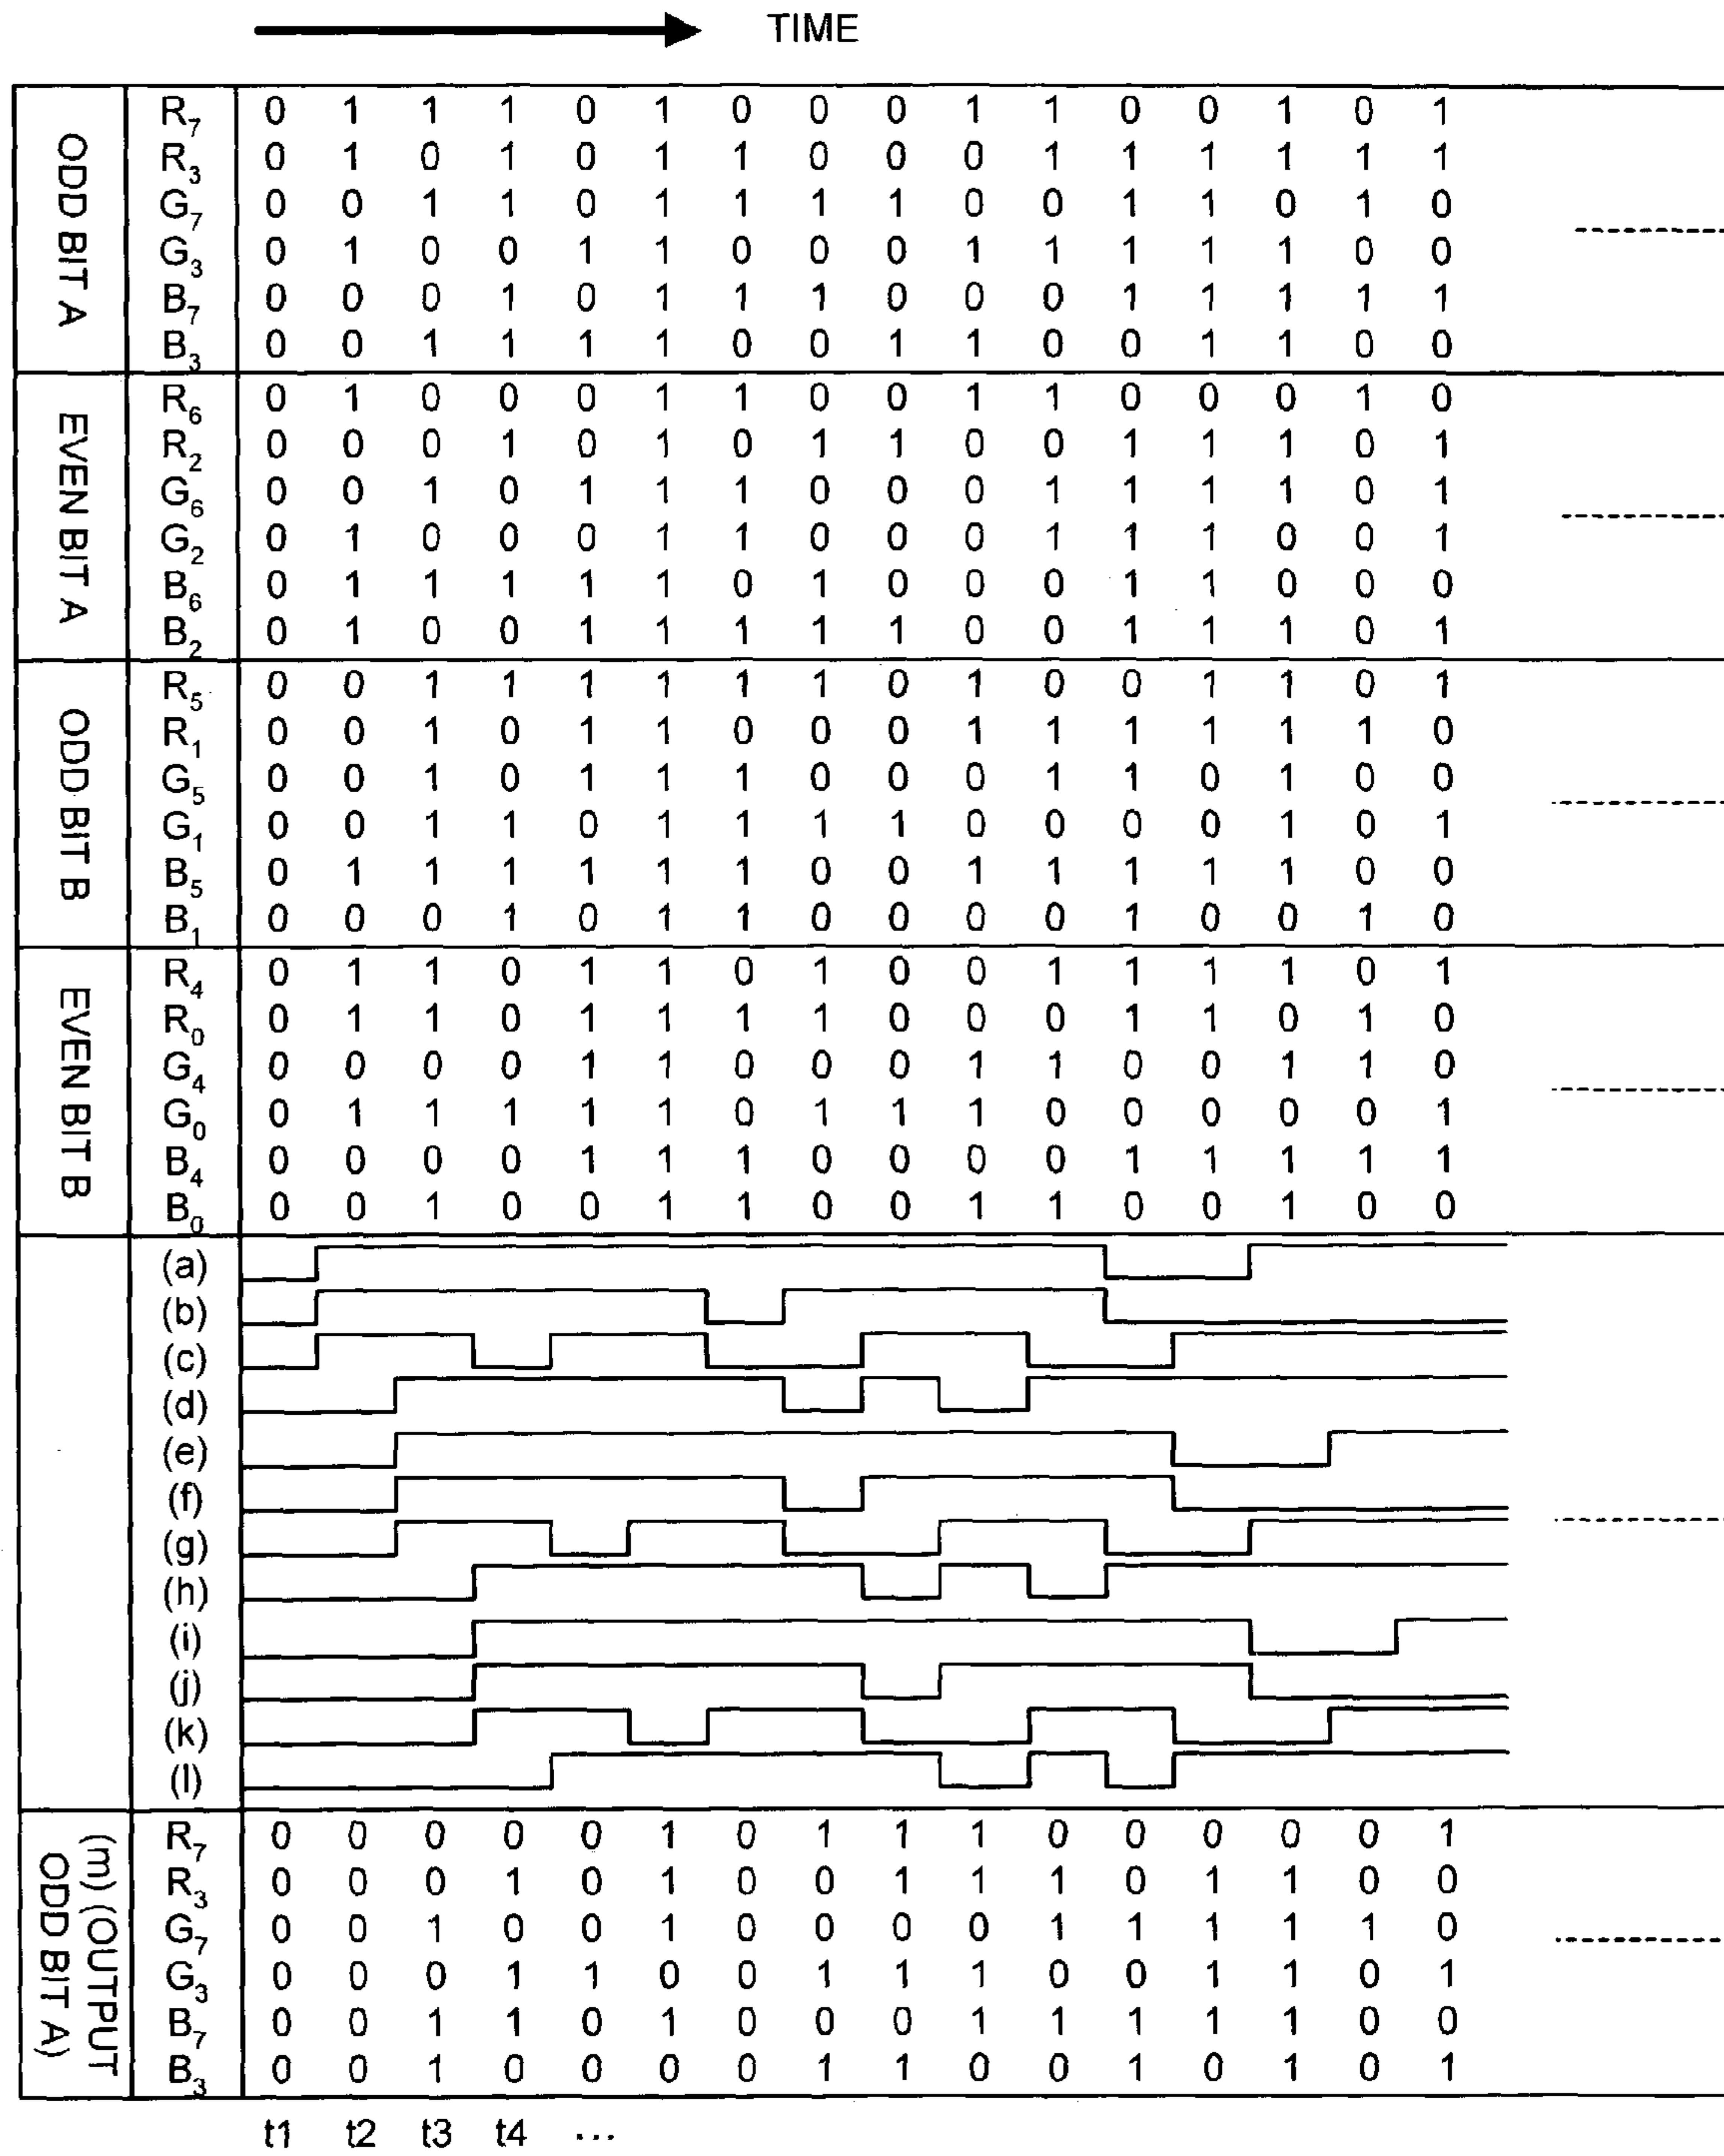 TIME
ODD BIT A
R7 0 1 1 1 0 1 0 0 0 1 1 0 0 1 0 1
R3 0 1 0 1 0 1 1 0 0 0 1 1 1 1 1 1
G7 0 0 1 1 0 1 1 1 1 0 0 1 1 0 1 0
G3 0 1 0 0 1 1 0 0 0 1 1 1 1 1 0 0
B7 0 0 0 1 0 1 1 1 0 0 0 1 1 1 1 1
B3 0 0 1 1 1 1 0 0 1 1 0 0 1 1 0 0
EVEN BIT A
R6 0 1 0 0 0 1 1 0 0 1 1 0 0 0 1 0
R2 0 0 0 1 0 1 0 1 1 0 0 1 1 1 0 1
G6 0 0 1 0 1 1 1 0 0 0 1 1 1 1 0 1
G2 0 1 0 0 0 1 1 0 0 0 1 1 1 0 0 1
B6 0 1 1 1 1 1 0 1 0 0 0 1 1 0 0 0
B2 0 1 0 0 1 1 1 1 1 0 0 1 1 1 0 1
ODD BIT B
R5 0 0 1 1 1 1 1 1 0 1 0 0 1 1 0 1
R1 0 0 1 0 1 1 0 0 0 1 1 1 1 1 1 0
G5 0 0 1 0 1 1 1 0 0 0 1 1 0 1 0 0
G1 0 0 1 1 0 1 1 1 1 0 0 0 0 1 0 1
B5 0 1 1 1 1 1 1 0 0 1 1 1 1 1 0 0
B1 0 0 0 1 0 1 1 0 0 0 0 1 0 0 1 0
EVEN BIT B
R4 0 1 1 0 1 1 0 1 0 0 1 1 1 1 0 1
R0 0 1 1 0 1 1 1 1 0 0 0 1 1 0 1 0
G4 0 0 0 0 1 1 0 0 0 1 1 0 0 1 1 0
G0 0 1 1 1 1 1 0 1 1 1 0 0 0 0 0 1
B4 0 0 0 0 1 1 1 0 0 0 0 1 1 1 1 1
B0 0 0 1 0 0 1 1 0 0 1 1 0 0 1 0 0
(a)
(b)
(c)
(d)
(e)
(f)
(g)
(h)
(i)
(j)
(k)
(l)
(m) (OUTPUT
ODD BIT A)
R7 0 0 0 0 0 1 0 1 1 1 0 0 0 0 0 1
R3 0 0 0 1 0 1 0 0 1 1 1 0 1 1 0 0
G7 0 0 1 0 0 1 0 0 0 0 1 1 1 1 1 0
G3 0 0 0 1 1 0 0 1 1 1 0 0 1 1 0 1
B7 0 0 1 1 0 1 0 0 0 1 1 1 1 1 0 0
B3 0 0 1 0 0 0 0 1 1 0 0 1 0 1 0 1
t1 t2 t3 t4 ...